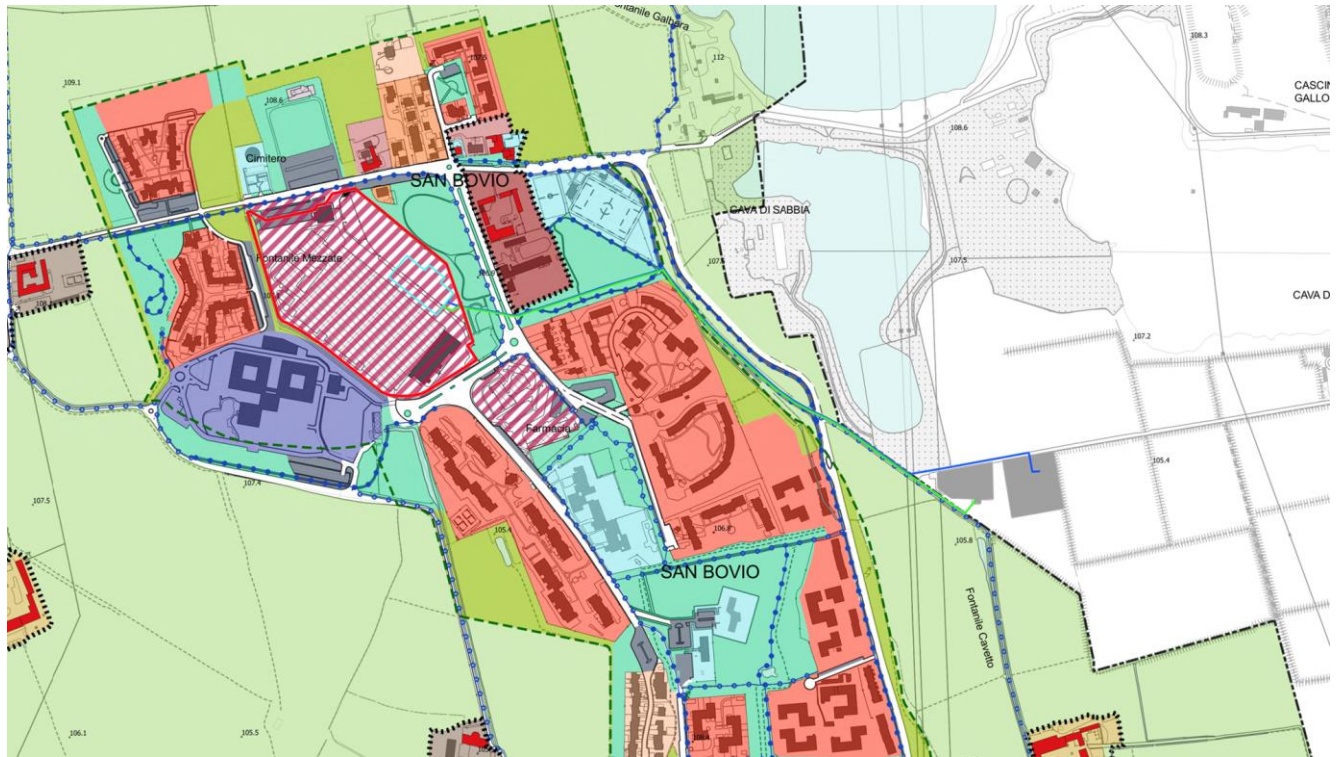 Fontanile Galbera
108.3
109.1
107.5
112
CASCIN
GALLO
108.6
108.6
Cimitero
SAN BOVIO
CAVA DI SABBIA
Fontanile Mezzate
107.5
CAVA D
107.2
Farmacia
105.4
107.4
107.5
105.4
106.8
105.8
SAN BOVIO
Fontanile Cavetto
106.1
105.5